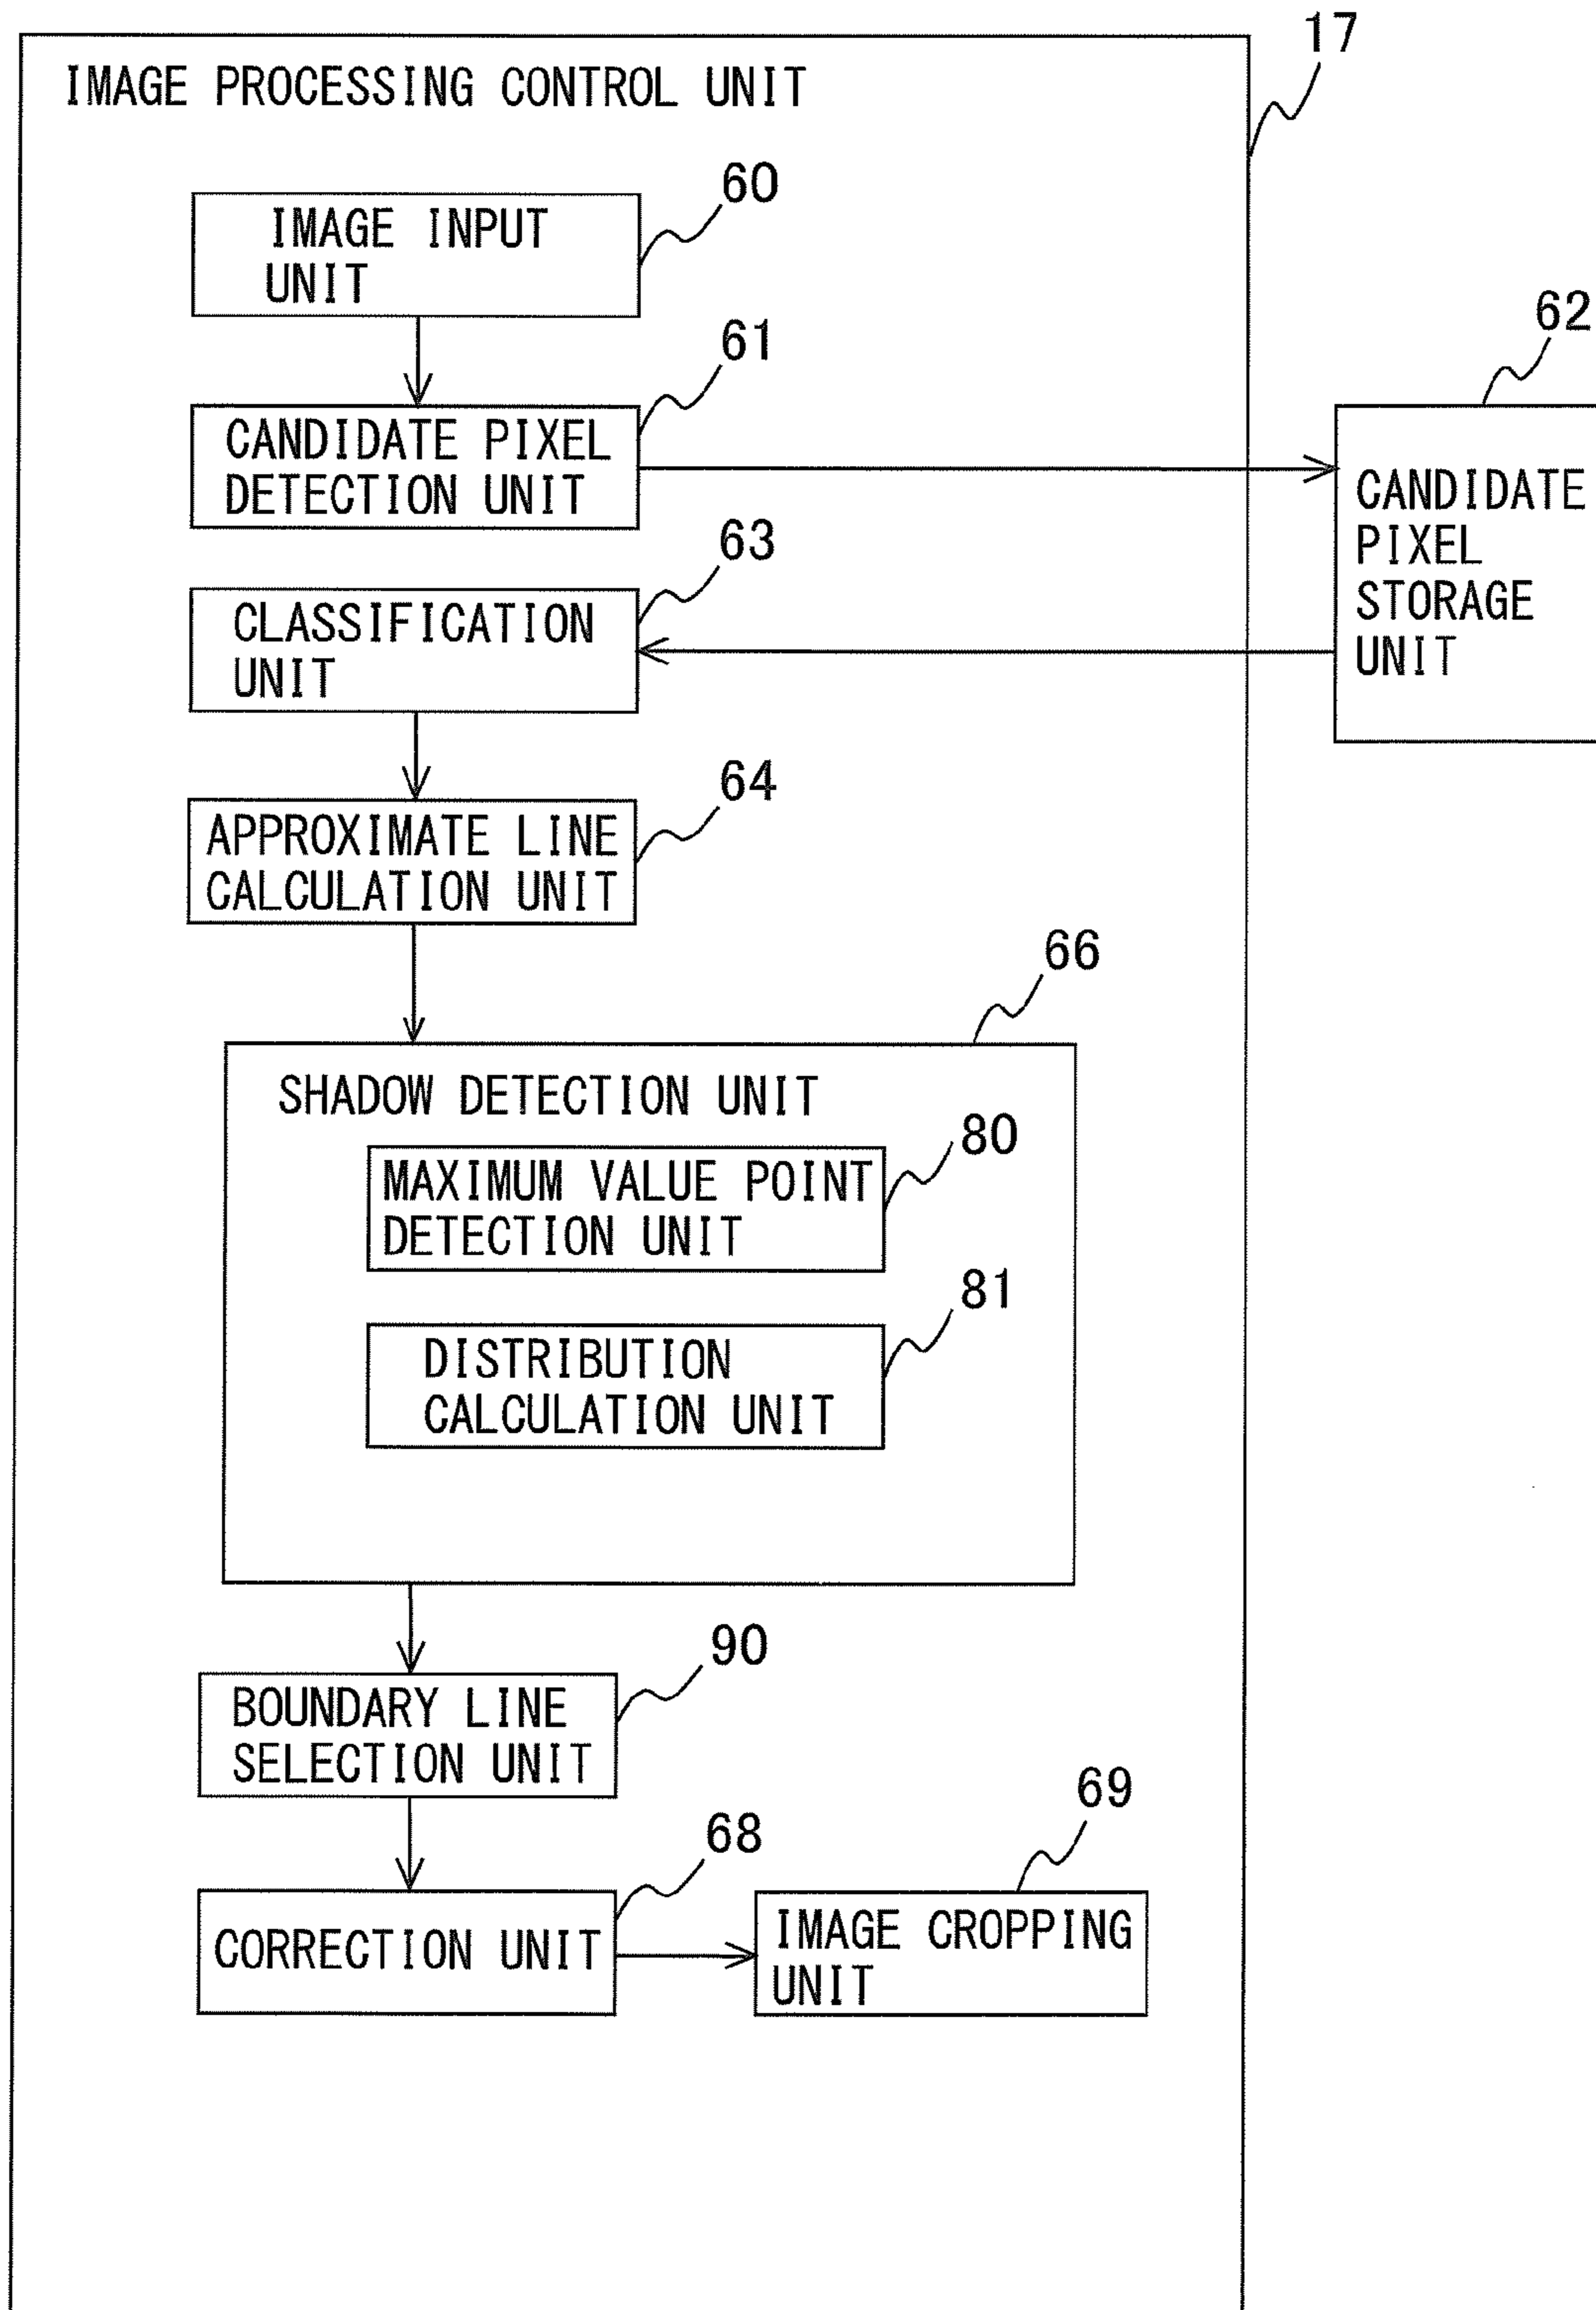 17
IMAGE PROCESSING CONTROL UNIT
60
IMAGE INPUT
UNIT
61
CANDIDATE PIXEL
DETECTION UNIT
62
CANDIDATE
PIXEL
STORAGE
UNIT
63
CLASSIFICATION
UNIT
64
APPROXIMATE LINE
CALCULATION UNIT
66
SHADOW DETECTION UNIT
80
MAXIMUM VALUE POINT
DETECTION UNIT
81
DISTRIBUTION
CALCULATION UNIT
90
BOUNDARY LINE
SELECTION UNIT
68
CORRECTION UNIT
69
IMAGE CROPPING
UNIT